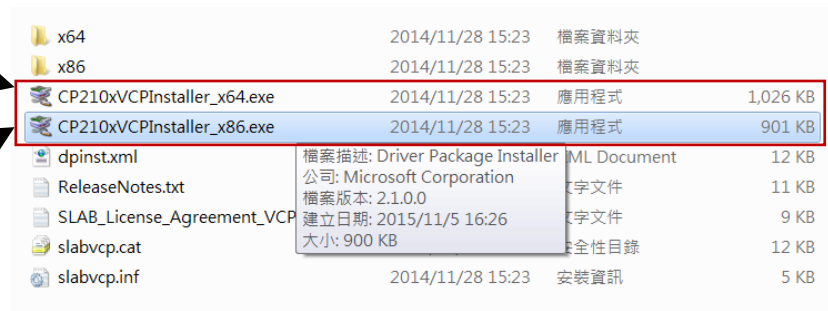 x64 2014/11/28 15:23 檔案資料夾
x86 2014/11/28 15:23 檔案資料夾
CP210xVCPInstaller_x64.exe 2014/11/28 15:23 應用程式 1,026 KB
CP210xVCPInstaller_x86.exe 2014/11/28 15:23 應用程式 901 KB
dpinst.xml ML Document 12 KB
檔案描述: Driver Package Installer
公司: Microsoft Corporation
檔案版本: 2.1.0.0
建立日期: 2015/11/5 16:26
大小: 900 KB
ReleaseNotes.txt 文字文件 11 KB
SLAB_License_Agreement_VCP 文字文件 9 KB
slabvcp.cat 安全性目錄 12 KB
slabvcp.inf 2014/11/28 15:23 安裝資訊 5 KB